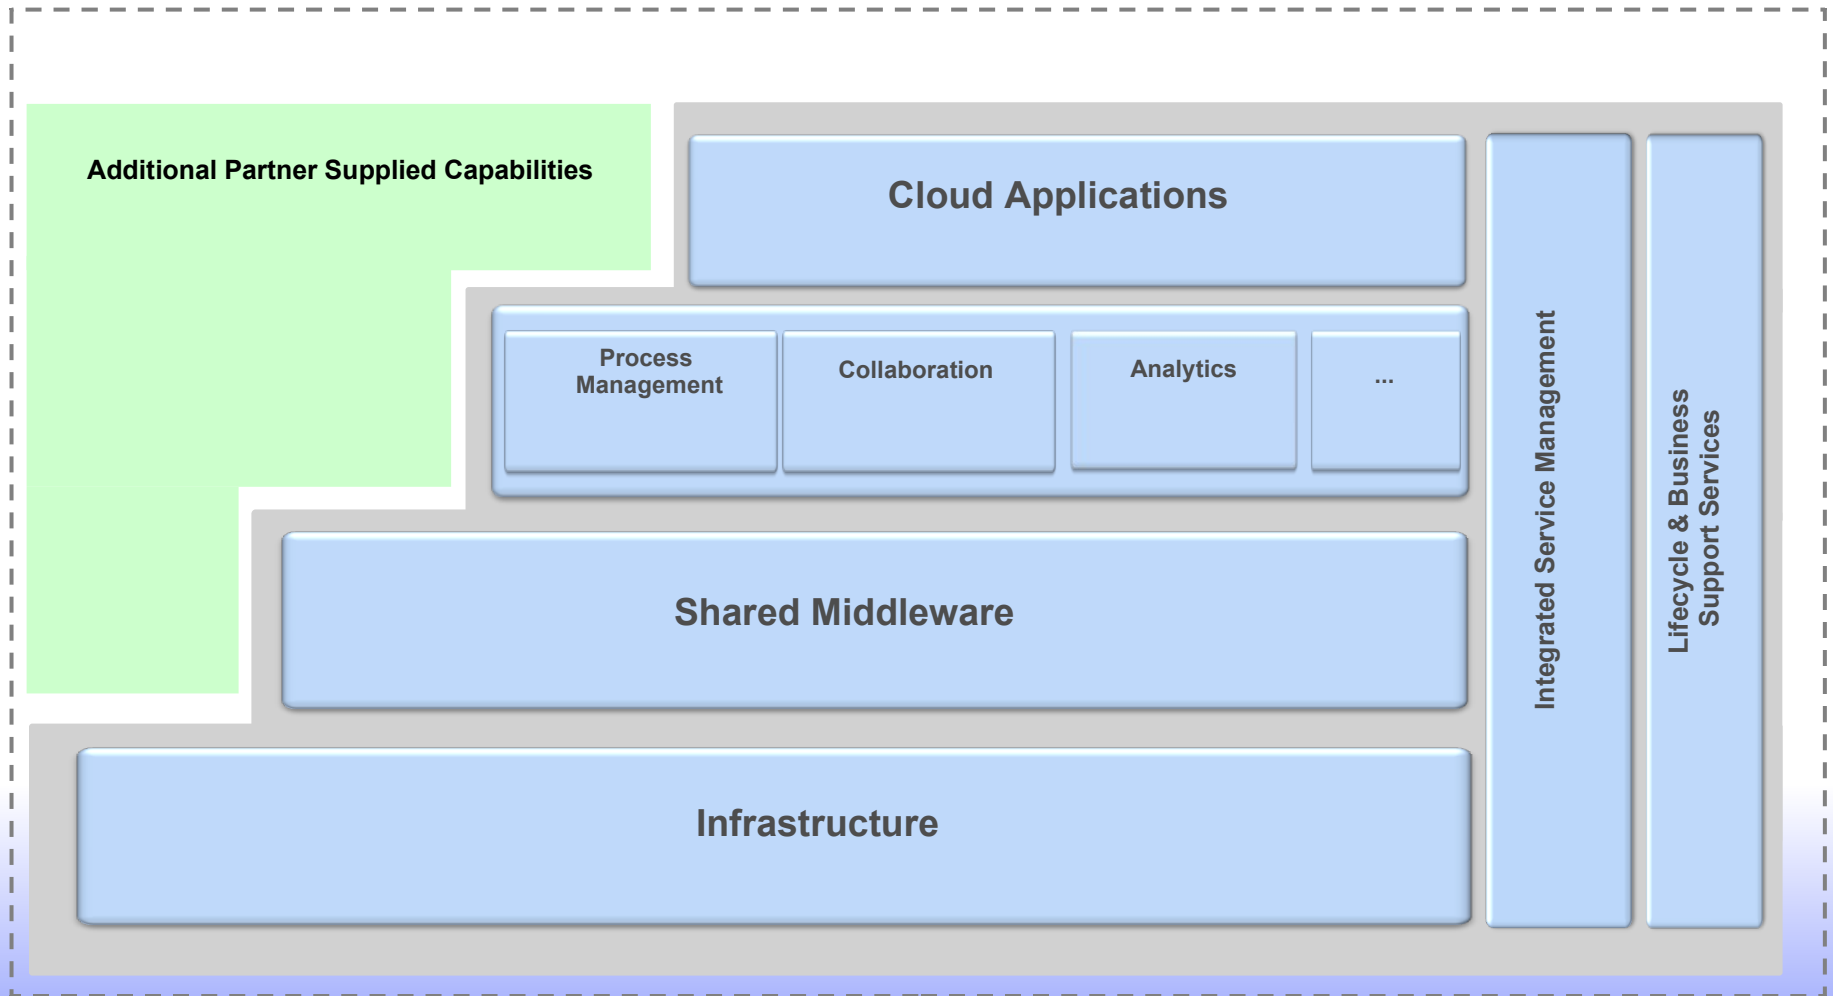 Additional Partner Supplied Capabilities
Cloud Applications
Process
Management
Collaboration
Analytics
...
Shared Middleware
Infrastructure
Integrated Service Management
Lifecycle & Business
Support Services